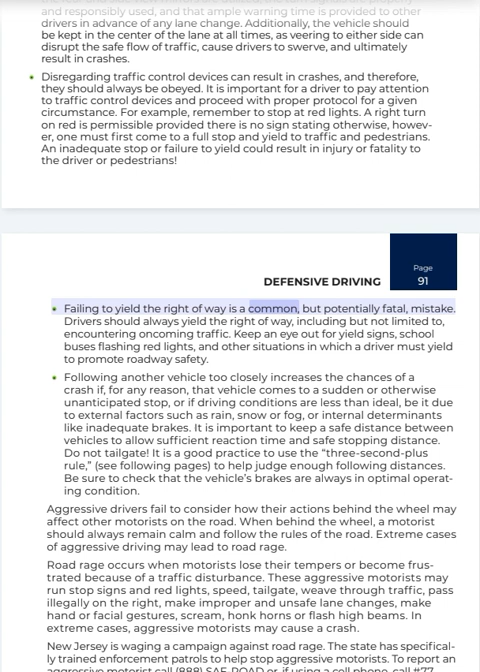 and responsibly used, and that ample warning time is provided to other
drivers in advance of any lane change. Additionally, the vehicle should
be kept in the center of the lane at all times, as veering to either side can
disrupt the safe flow of traffic, cause drivers to swerve, and ultimately
result in crashes.
• Disregarding traffic control devices can result in crashes, and therefore,
they should always be obeyed. It is important for a driver to pay attention
to traffic control devices and proceed with proper protocol for a given
circumstance. For example, remember to stop at red lights. A right turn
on red is permissible provided there is no sign stating otherwise, howev-
er, one must first come to a full stop and yield to traffic and pedestrians.
An inadequate stop or failure to yield could result in injury or fatality to
the driver or pedestrians!
Page
91
DEFENSIVE DRIVING
• Failing to yield the right of way is a common, but potentially fatal, mistake.
Drivers should always yield the right of way, including but not limited to,
encountering oncoming traffic. Keep an eye out for yield signs, school
buses flashing red lights, and other situations in which a driver must yield
to promote roadway safety.
• Following another vehicle too closely increases the chances of a
crash if, for any reason, that vehicle comes to a sudden or otherwise
unanticipated stop, or if driving conditions are less than ideal, be it due
to external factors such as rain, snow or fog, or internal determinants
like inadequate brakes. It is important to keep a safe distance between
vehicles to allow sufficient reaction time and safe stopping distance.
Do not tailgate! It is a good practice to use the “three-second-plus
rule,” (see following pages) to help judge enough following distances.
Be sure to check that the vehicle’s brakes are always in optimal operat-
ing condition.
Aggressive drivers fail to consider how their actions behind the wheel may
affect other motorists on the road. When behind the wheel, a motorist
should always remain calm and follow the rules of the road. Extreme cases
of aggressive driving may lead to road rage.
Road rage occurs when motorists lose their tempers or become frus-
trated because of a traffic disturbance. These aggressive motorists may
run stop signs and red lights, speed, tailgate, weave through traffic, pass
illegally on the right, make improper and unsafe lane changes, make
hand or facial gestures, scream, honk horns or flash high beams. In
extreme cases, aggressive motorists may cause a crash.
New Jersey is waging a campaign against road rage. The state has specifical-
ly trained enforcement patrols to help stop aggressive motorists. To report an
aggressive motorist call (888) SAF-ROAD or, if using a cell phone, call #77.